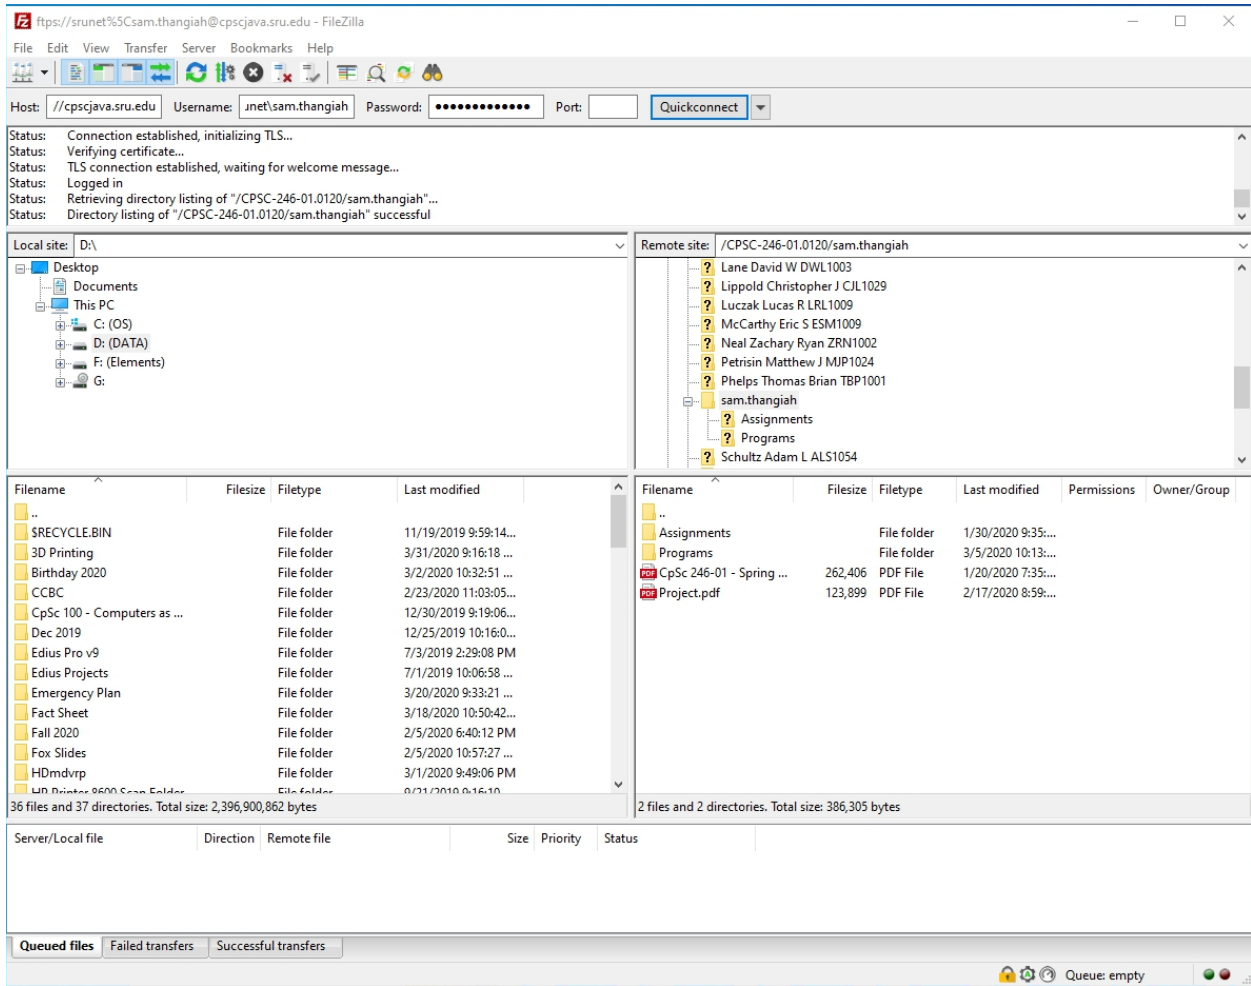 ftps://srunet%5Csam.thangiah@cpscjava.sru.edu - FileZilla
File Edit View Transfer Server Bookmarks Help
Host: //cpscjava.sru.edu Username: unet\sam.thangiah Password: ●●●●●●●●●●●●● Port: Quickconnect
Status: Connection established, initializing TLS...
Status: Verifying certificate...
Status: TLS connection established, waiting for welcome message...
Status: Logged in
Status: Retrieving directory listing of "/CPSC-246-01.0120/sam.thangiah"...
Status: Directory listing of "/CPSC-246-01.0120/sam.thangiah" successful
Local site: D:\
Desktop
Documents
This PC
C: (OS)
D: (DATA)
F: (Elements)
G:
Remote site: /CPSC-246-01.0120/sam.thangiah
Lane David W DWL1003
Lippold Christopher J CJL1029
Luczak Lucas R LRL1009
McCarthy Eric S ESM1009
Neal Zachary Ryan ZRN1002
Petrisin Matthew J MJP1024
Phelps Thomas Brian TBP1001
sam.thangiah
Assignments
Programs
Schultz Adam L ALS1054
Filename Filesize Filetype Last modified
..
$RECYCLE.BIN File folder 11/19/2019 9:59:14...
3D Printing File folder 3/31/2020 9:16:18 ...
Birthday 2020 File folder 3/2/2020 10:32:51 ...
CCBC File folder 2/23/2020 11:03:05...
CpSc 100 - Computers as ... File folder 12/30/2019 9:19:06...
Dec 2019 File folder 12/25/2019 10:16:0...
Edius Pro v9 File folder 7/3/2019 2:29:08 PM
Edius Projects File folder 7/1/2019 10:06:58 ...
Emergency Plan File folder 3/20/2020 9:33:21 ...
Fact Sheet File folder 3/18/2020 10:50:42...
Fall 2020 File folder 2/5/2020 6:40:12 PM
Fox Slides File folder 2/5/2020 10:57:27 ...
HDmdvrp File folder 3/1/2020 9:49:06 PM
HP Printer 8600 Scan Folder File folder 9/21/2019 9:16:10
36 files and 37 directories. Total size: 2,396,900,862 bytes
Filename Filesize Filetype Last modified Permissions Owner/Group
..
Assignments File folder 1/30/2020 9:35:...
Programs File folder 3/5/2020 10:13:...
CpSc 246-01 - Spring ... 262,406 PDF File 1/20/2020 7:35:...
Project.pdf 123,899 PDF File 2/17/2020 8:59:...
2 files and 2 directories. Total size: 386,305 bytes
Server/Local file Direction Remote file Size Priority Status
Queued files Failed transfers Successful transfers
Queue: empty